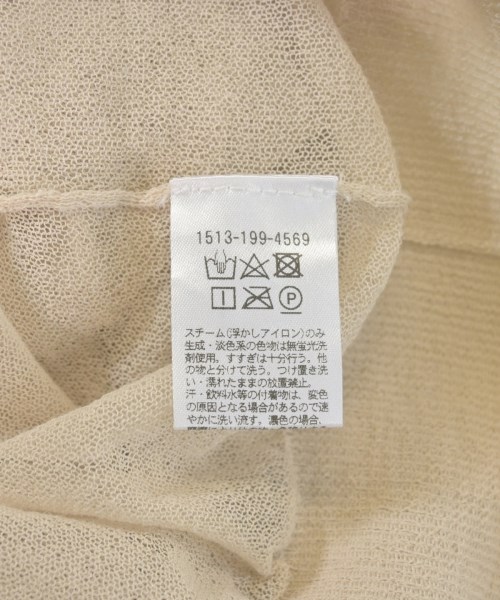 1513-199-4569
P
スチーム(浮かしアイロン)のみ
生成・淡色系の色物は無蛍光洗
剤使用。すすぎは十分行う。他
の物と分けて洗う。つけ置き洗
い・濡れたままの放置禁止。
汗・飲料水等の付着物は、変色
の原因となる場合があるので速
やかに洗い流す。濃色の場合、